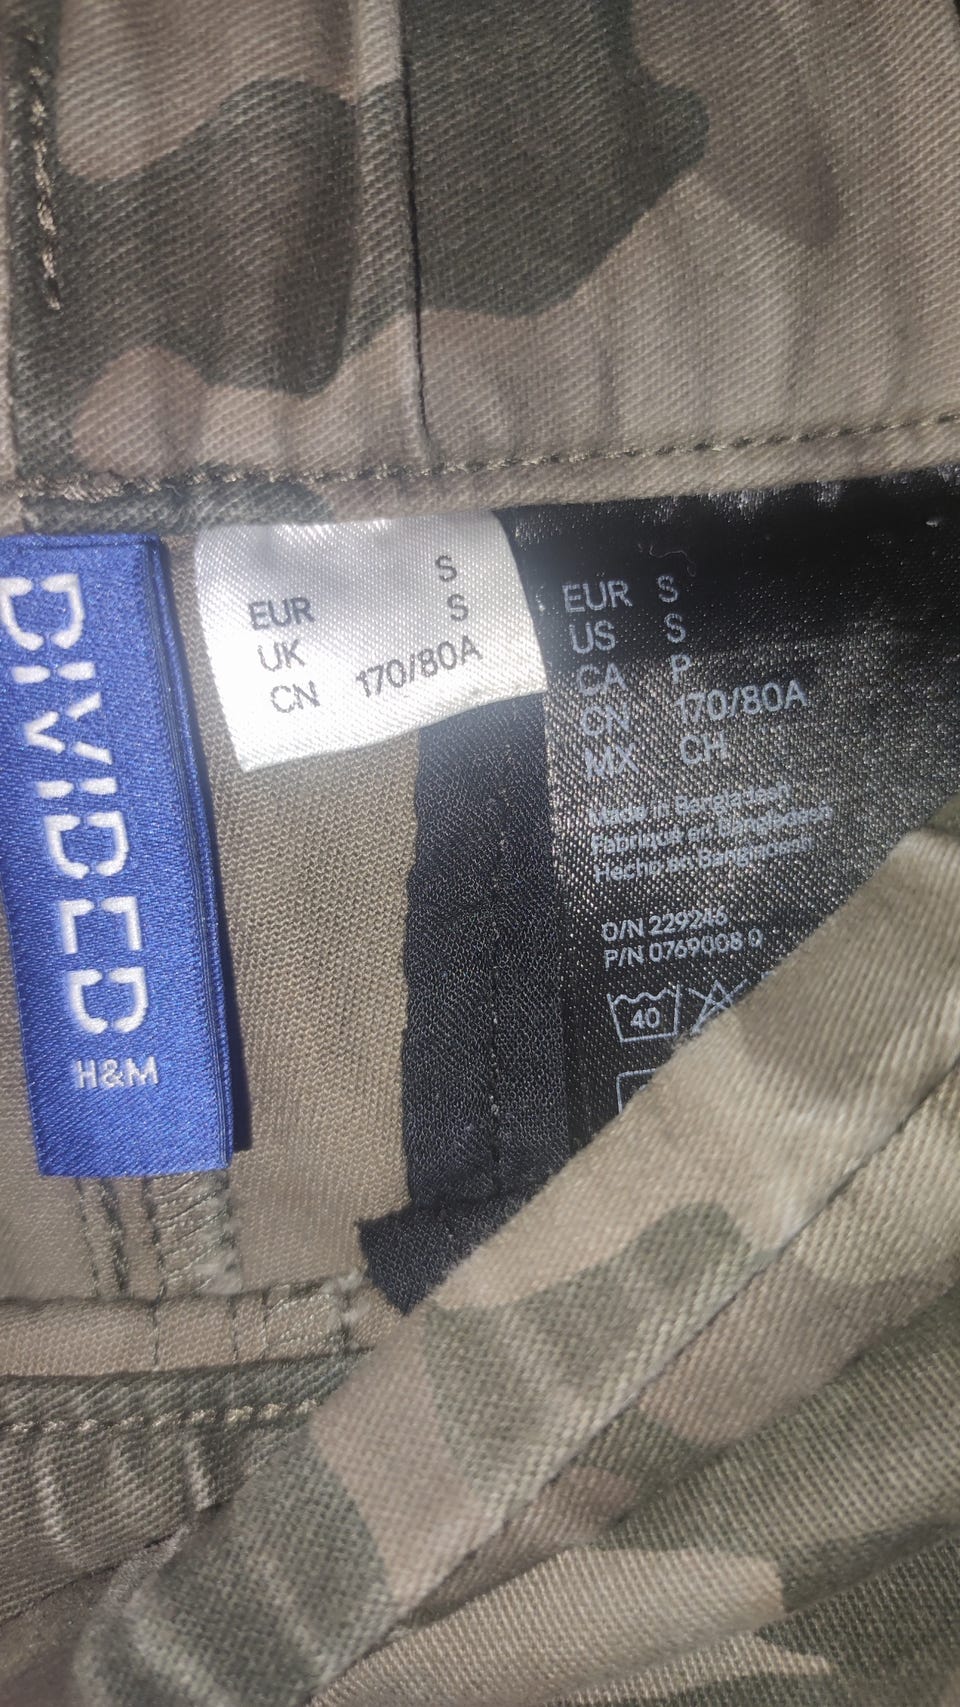 DIVIDED
H&M
S
EUR S
UK
CN 170/80A
EUR S
US S
CA P
CN 170/80A
MX CH
Made in Bangladesh
Fabriqué en Bangladesh
Hecho en Bangladesh
O/N 229246
P/N 0769008 0
40